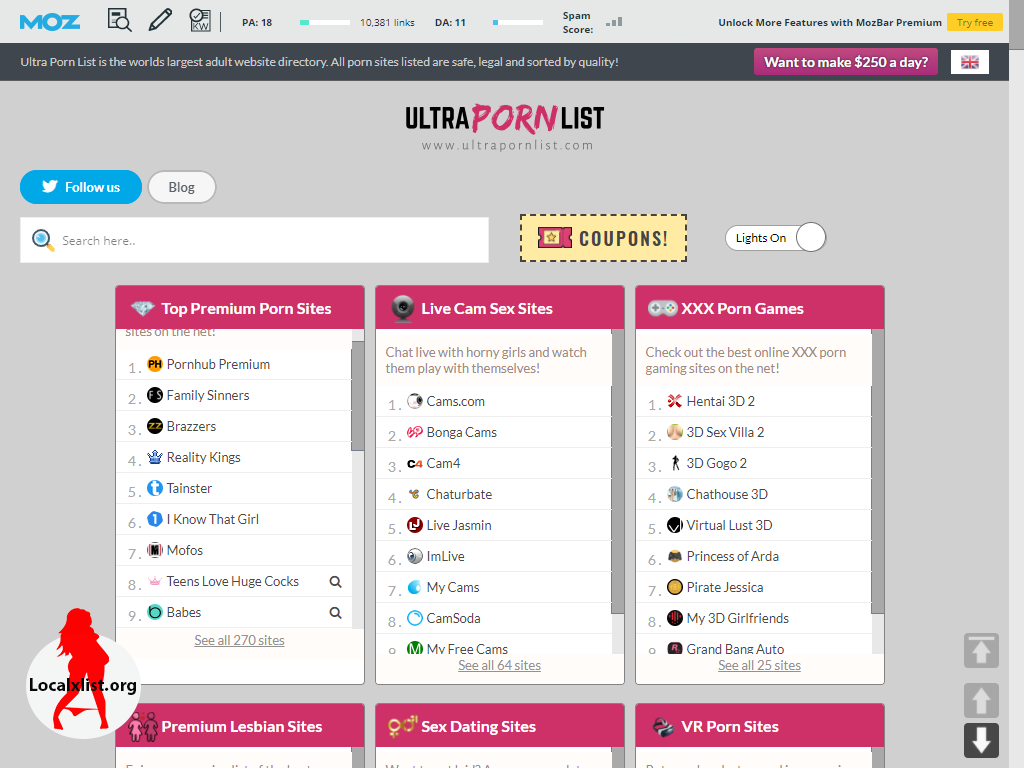 MOZ KW PA: 18 10,381 links DA: 11 Spam Score: Unlock More Features with MozBar Premium Try free
Ultra Porn List is the worlds largest adult website directory. All porn sites listed are safe, legal and sorted by quality! Want to make $250 a day?
ULTRA PORN LIST
www.ultrapornlist.com
Follow us Blog
Search here.. COUPONS! Lights On
Top Premium Porn Sites
sites on the net!
1. PH Pornhub Premium
2. FS Family Sinners
3. ZZ Brazzers
4. Reality Kings
5. t Tainster
6. 1 I Know That Girl
7. M Mofos
8. Teens Love Huge Cocks
9. Babes
See all 270 sites
Live Cam Sex Sites
Chat live with horny girls and watch
them play with themselves!
1. Cams.com
2. Bonga Cams
3. C4 Cam4
4. Chaturbate
5. Live Jasmin
6. ImLive
7. My Cams
8. CamSoda
9. My Free Cams
See all 64 sites
XXX Porn Games
Check out the best online XXX porn
gaming sites on the net!
1. Hentai 3D 2
2. 3D Sex Villa 2
3. 3D Gogo 2
4. Chathouse 3D
5. Virtual Lust 3D
6. Princess of Arda
7. Pirate Jessica
8. My 3D Girlfriends
9. R Grand Bang Auto
See all 25 sites
Localxlist.org
Premium Lesbian Sites
Sex Dating Sites
VR Porn Sites